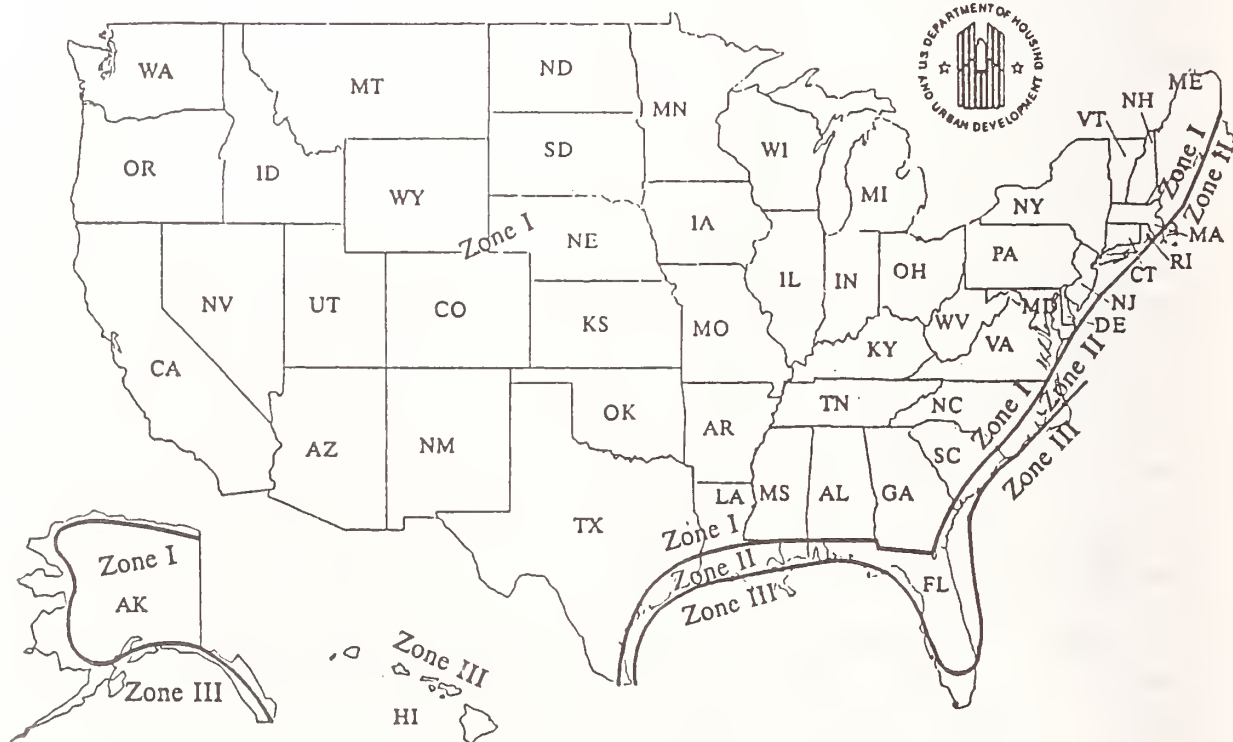 U.S. DEPARTMENT OF HOUSING
AND URBAN DEVELOPMENT
WA
MT
ND
MN
ME
NH
VT
OR
ID
SD
WI
MI
Zone I
Zone II
WY
NY
IA
Zone I
NE
MA
PA
RI
CT
NV
UT
CO
IL
IN
OH
NJ
MD
DE
KS
MO
WV
VA
KY
CA
Zone II
Zone I
OK
TN
NC
AZ
NM
AR
SC
Zone III
LA
MS
AL
GA
TX
Zone I
Zone II
Zone III
FL
Zone I
AK
Zone III
Zone III
HI